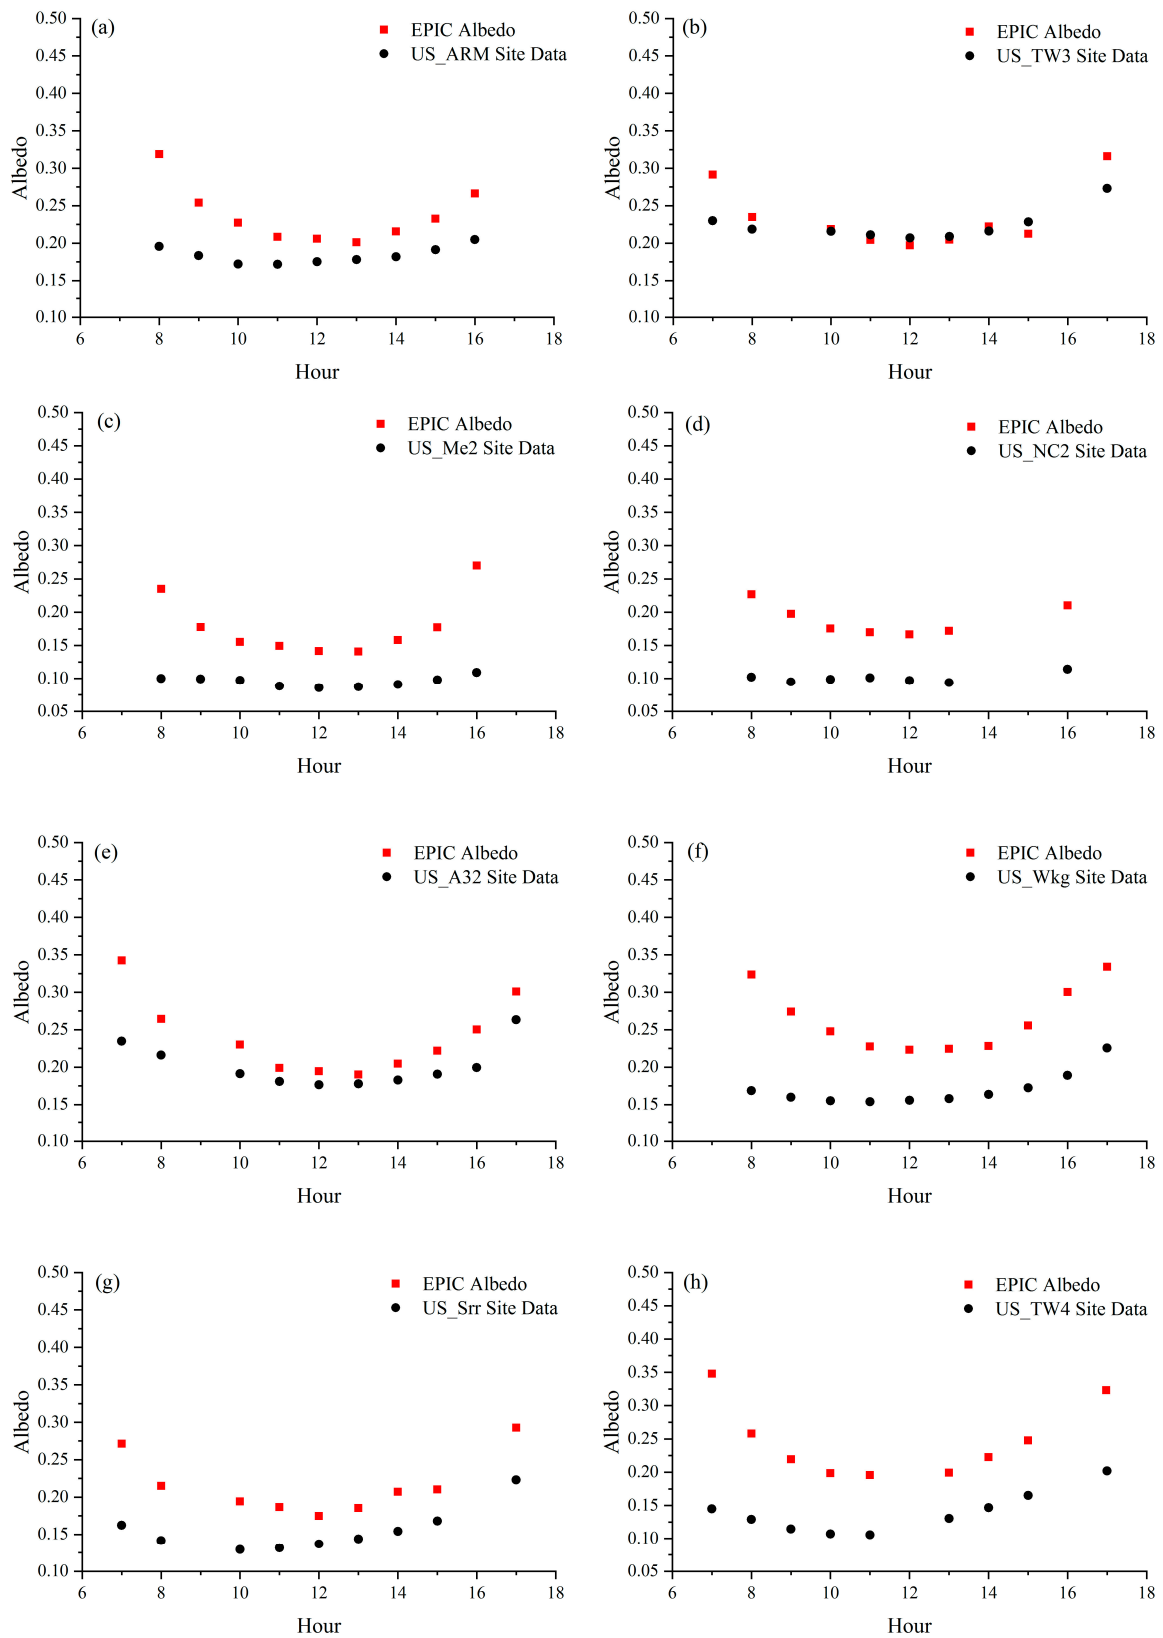 (a)
EPIC Albedo
US_ARM Site Data
0.50
0.45
0.40
0.35
0.30
0.25
0.20
0.15
0.10
Albedo
6 8 10 12 14 16 18
Hour
(b)
EPIC Albedo
US_TW3 Site Data
0.50
0.45
0.40
0.35
0.30
0.25
0.20
0.15
0.10
Albedo
6 8 10 12 14 16 18
Hour
(c)
EPIC Albedo
US_Me2 Site Data
0.50
0.45
0.40
0.35
0.30
0.25
0.20
0.15
0.10
0.05
Albedo
6 8 10 12 14 16 18
Hour
(d)
EPIC Albedo
US_NC2 Site Data
0.50
0.45
0.40
0.35
0.30
0.25
0.20
0.15
0.10
0.05
Albedo
6 8 10 12 14 16 18
Hour
(e)
EPIC Albedo
US_A32 Site Data
0.50
0.45
0.40
0.35
0.30
0.25
0.20
0.15
0.10
Albedo
6 8 10 12 14 16 18
Hour
(f)
EPIC Albedo
US_Wkg Site Data
0.50
0.45
0.40
0.35
0.30
0.25
0.20
0.15
0.10
Albedo
6 8 10 12 14 16 18
Hour
(g)
EPIC Albedo
US_Srr Site Data
0.50
0.45
0.40
0.35
0.30
0.25
0.20
0.15
0.10
Albedo
6 8 10 12 14 16 18
Hour
(h)
EPIC Albedo
US_TW4 Site Data
0.50
0.45
0.40
0.35
0.30
0.25
0.20
0.15
0.10
0.05
Albedo
6 8 10 12 14 16 18
Hour